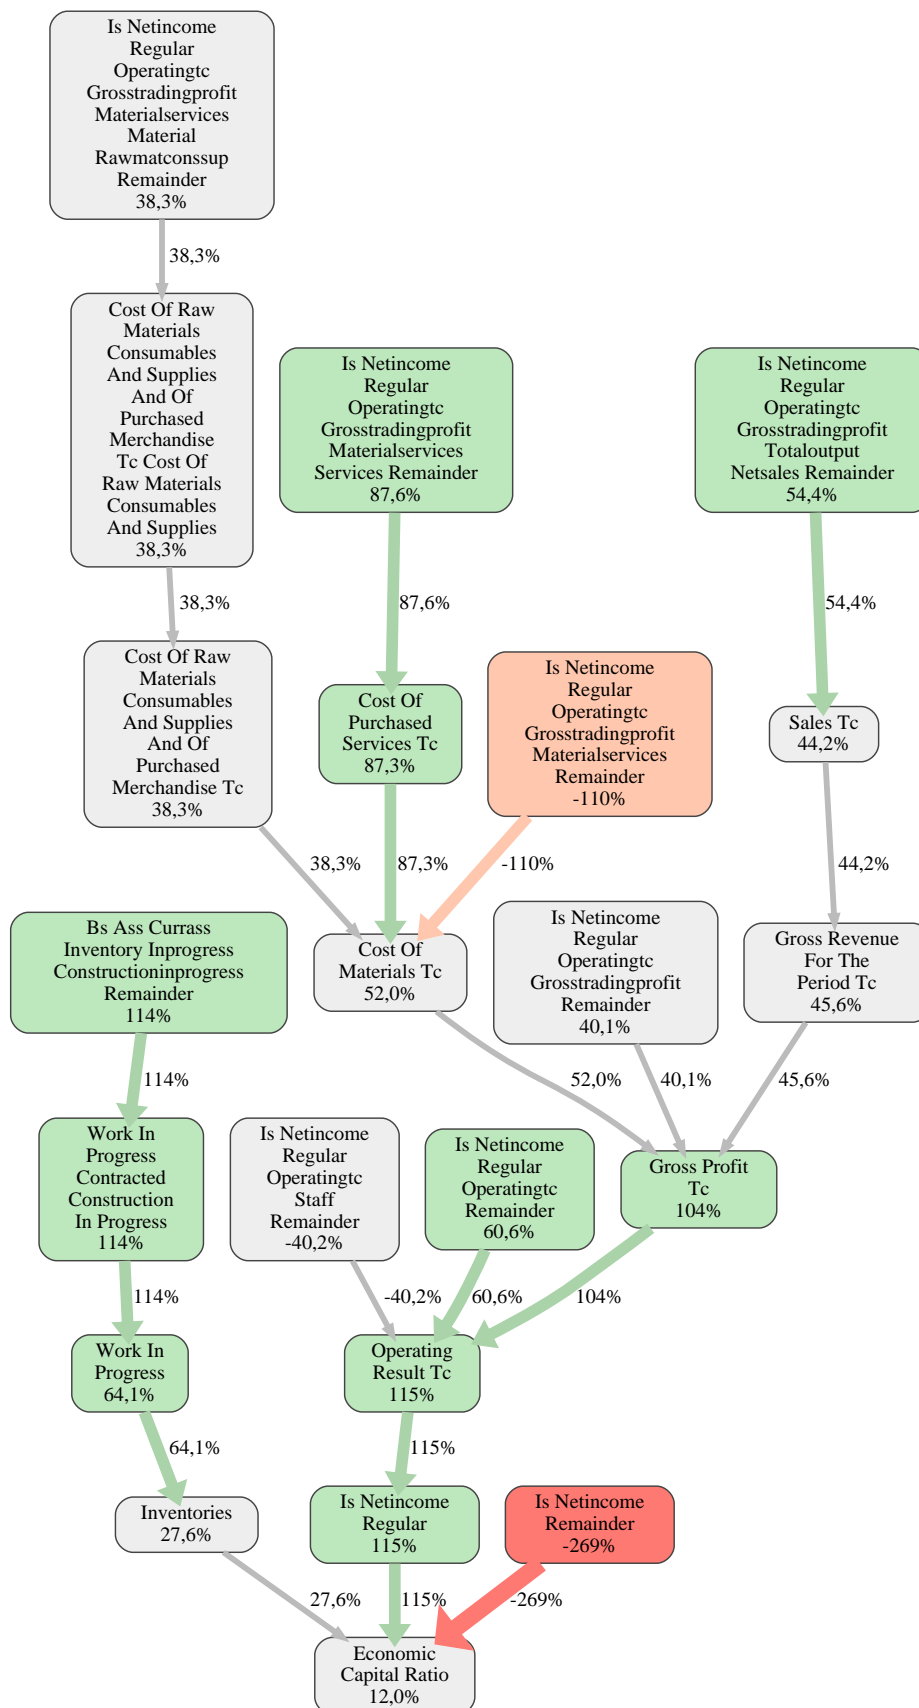 Is Netincome
Regular
Operatingtc
Grosstradingprofit
Materialservices
Material
Rawmatconssup
Remainder
38,3%
38,3%
Cost Of Raw
Materials
Consumables
And Supplies
And Of
Purchased
Merchandise
Tc Cost Of
Raw Materials
Consumables
And Supplies
38,3%
Is Netincome
Regular
Operatingtc
Grosstradingprofit
Materialservices
Services Remainder
87,6%
Is Netincome
Regular
Operatingtc
Grosstradingprofit
Totaloutput
Netsales Remainder
54,4%
38,3%
87,6%
54,4%
Cost Of Raw
Materials
Consumables
And Supplies
And Of
Purchased
Merchandise Tc
38,3%
Cost Of
Purchased
Services Tc
87,3%
Is Netincome
Regular
Operatingtc
Grosstradingprofit
Materialservices
Remainder
-110%
Sales Tc
44,2%
38,3%
87,3%
-110%
44,2%
Bs Ass Currass
Inventory Inprogress
Constructioninprogress
Remainder
114%
Cost Of
Materials Tc
52,0%
Is Netincome
Regular
Operatingtc
Grosstradingprofit
Remainder
40,1%
Gross Revenue
For The
Period Tc
45,6%
114%
52,0%
40,1%
45,6%
Work In
Progress
Contracted
Construction
In Progress
114%
Is Netincome
Regular
Operatingtc
Staff
Remainder
-40,2%
Is Netincome
Regular
Operatingtc
Remainder
60,6%
Gross Profit
Tc
104%
114%
-40,2%
60,6%
104%
Work In
Progress
64,1%
Operating
Result Tc
115%
64,1%
115%
Inventories
27,6%
Is Netincome
Regular
115%
Is Netincome
Remainder
-269%
27,6%
115%
-269%
Economic
Capital Ratio
12,0%